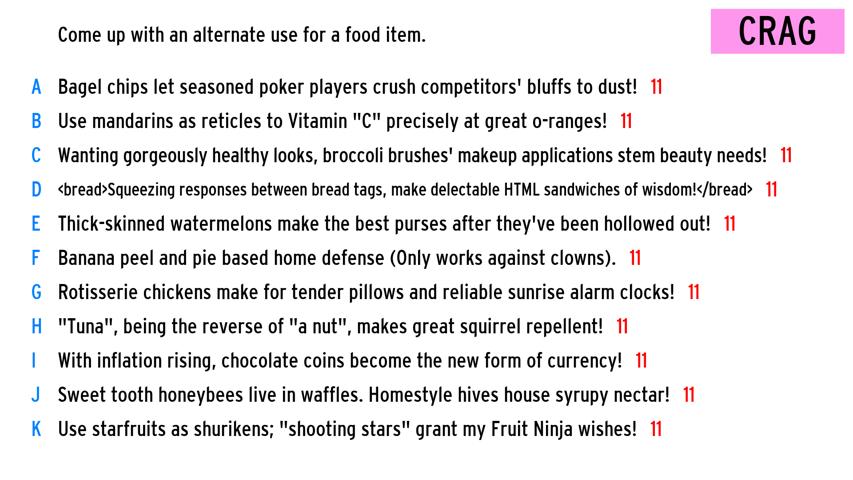 Come up with an alternate use for a food item.
CRAG
A Bagel chips let seasoned poker players crush competitors' bluffs to dust! 11
B Use mandarins as reticles to Vitamin "C" precisely at great o-ranges! 11
C Wanting gorgeously healthy looks, broccoli brushes' makeup applications stem beauty needs! 11
D <bread>Squeezing responses between bread tags, make delectable HTML sandwiches of wisdom!</bread> 11
E Thick-skinned watermelons make the best purses after they've been hollowed out! 11
F Banana peel and pie based home defense (Only works against clowns). 11
G Rotisserie chickens make for tender pillows and reliable sunrise alarm clocks! 11
H "Tuna", being the reverse of "a nut", makes great squirrel repellent! 11
I With inflation rising, chocolate coins become the new form of currency! 11
J Sweet tooth honeybees live in waffles. Homestyle hives house syrupy nectar! 11
K Use starfruits as shurikens; "shooting stars" grant my Fruit Ninja wishes! 11